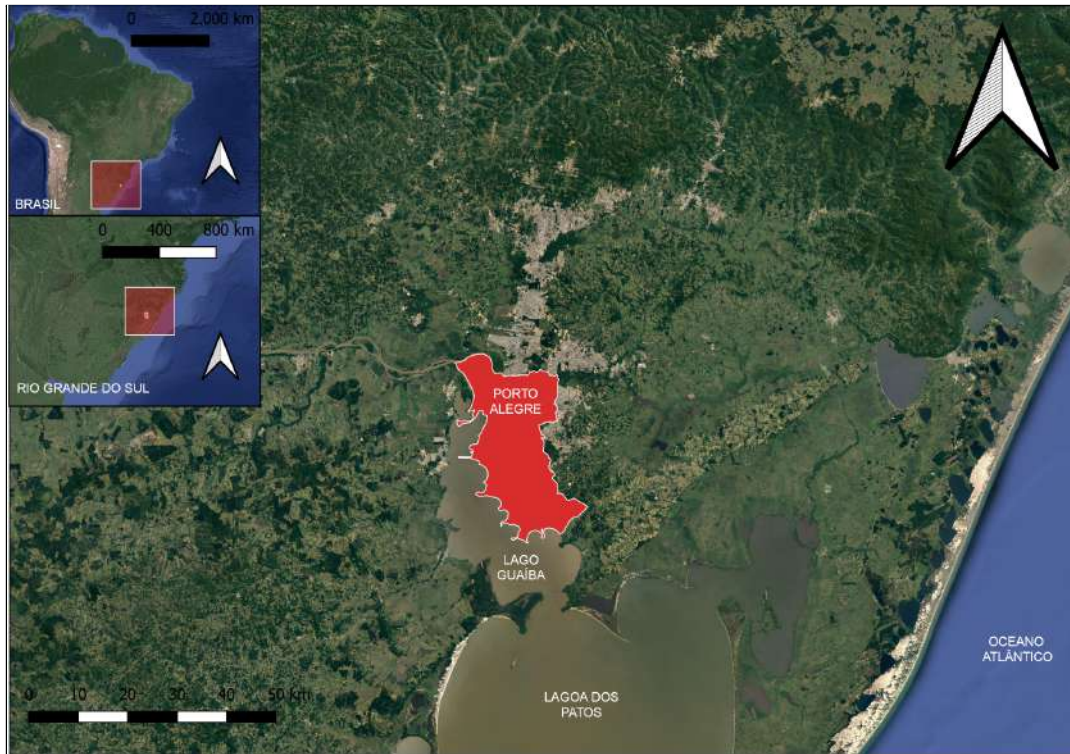 0 2.000 km
BRASIL
0 400 800 km
RIO GRANDE DO SUL
PORTO
ALEGRE
LAGO
GUAÍBA
OCEANO
ATLÂNTICO
LAGOA DOS
PATOS
0 10 20 30 40 50 km